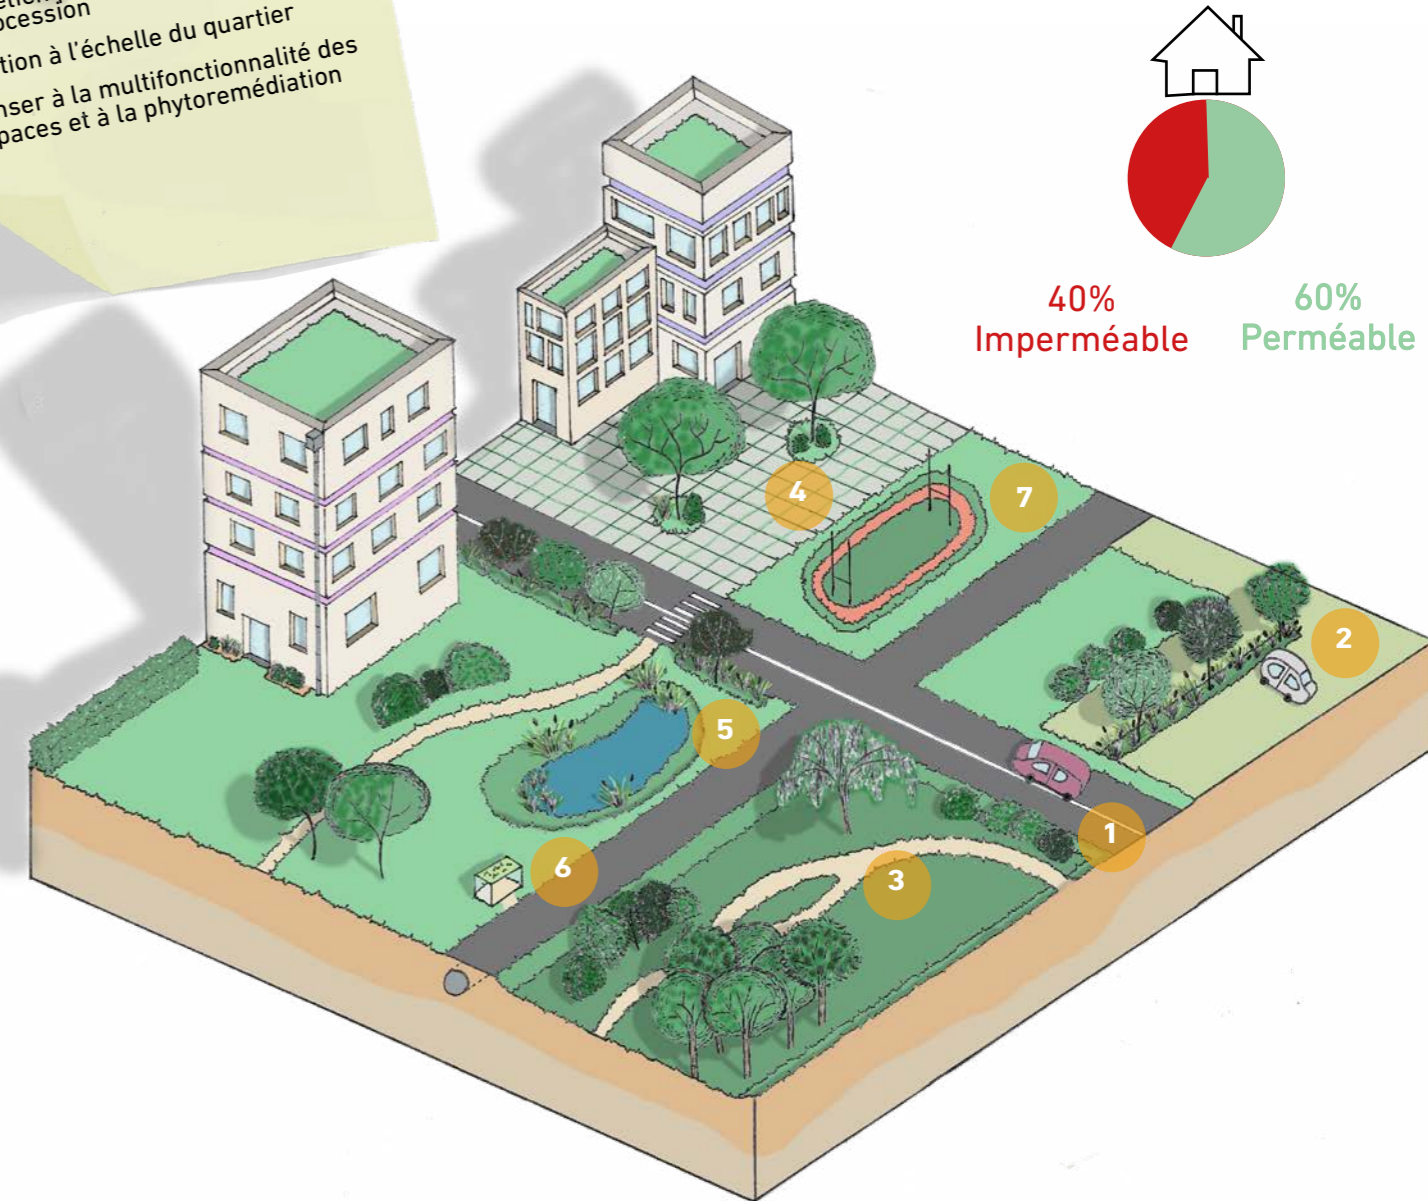 ocession
tion à l'échelle du quartier
nser à la multifonctionnalité des
paces et à la phytoremédiation
40%
Imperméable
60%
Perméable
4
7
2
5
1
6
3